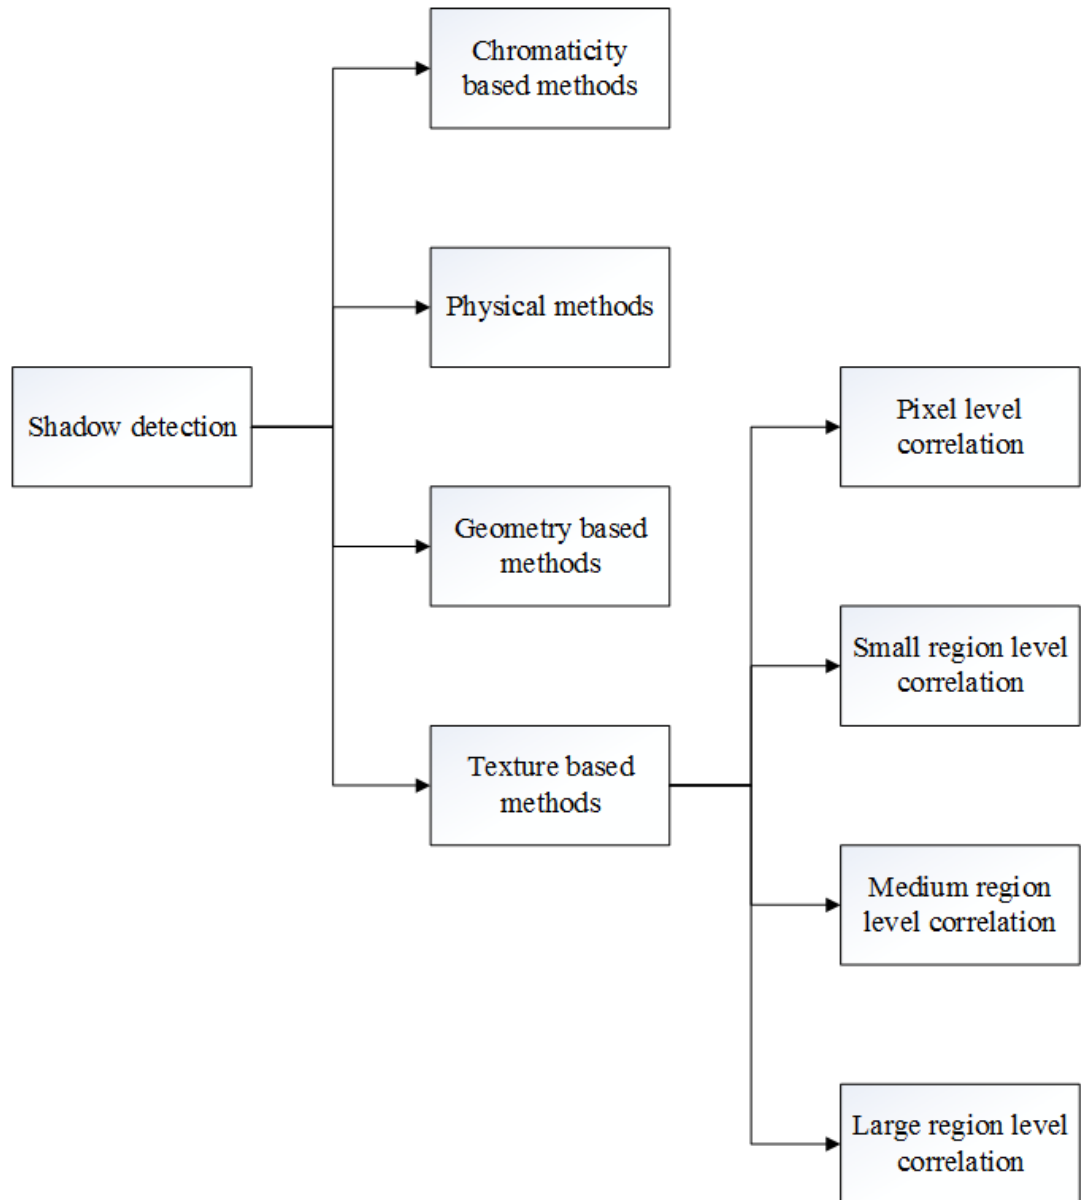 Chromaticity
based methods
Physical methods
Shadow detection
Geometry based
methods
Texture based
methods
Pixel level
correlation
Small region level
correlation
Medium region
level correlation
Large region level
correlation